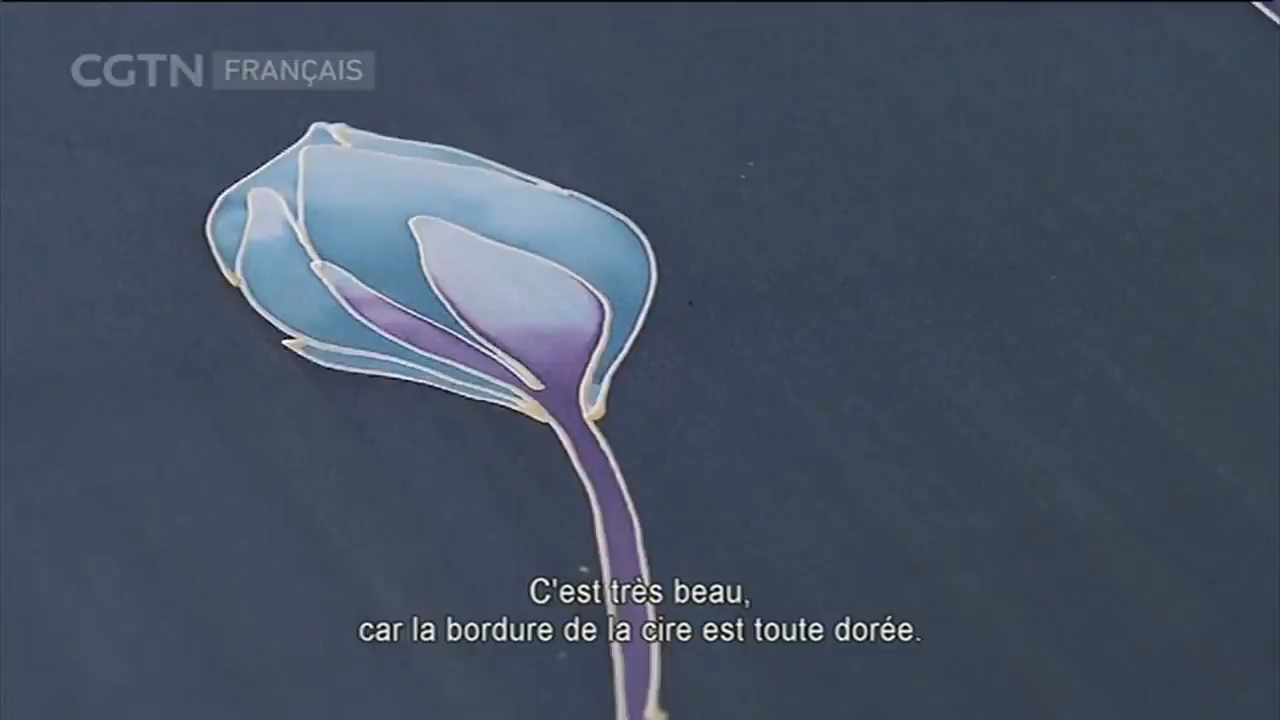 CGTN FRANÇAIS
C'est très beau,
car la bordure de la cire est toute dorée.